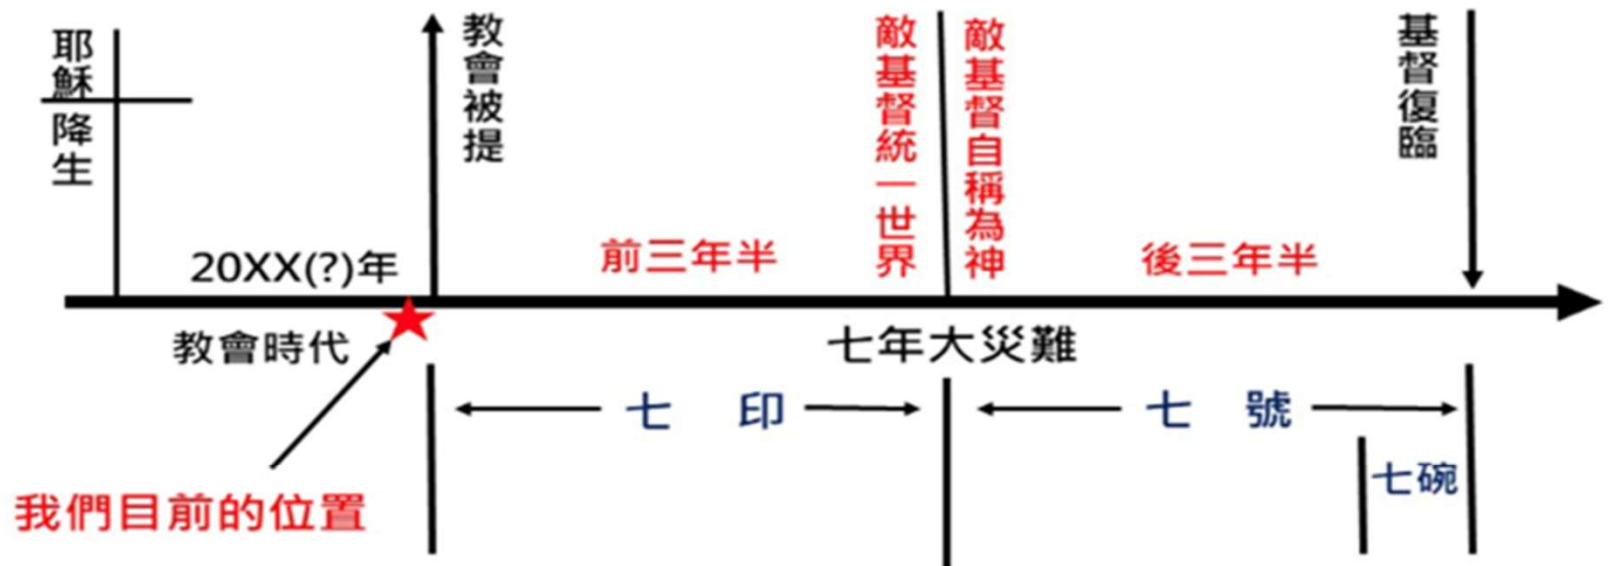 耶穌降生
教會被提
敵基督統一世界
敵基督自稱為神
基督復臨
20XX(?)年
前三年半
後三年半
教會時代
七年大災難
七 印
七 號
七碗
我們目前的位置